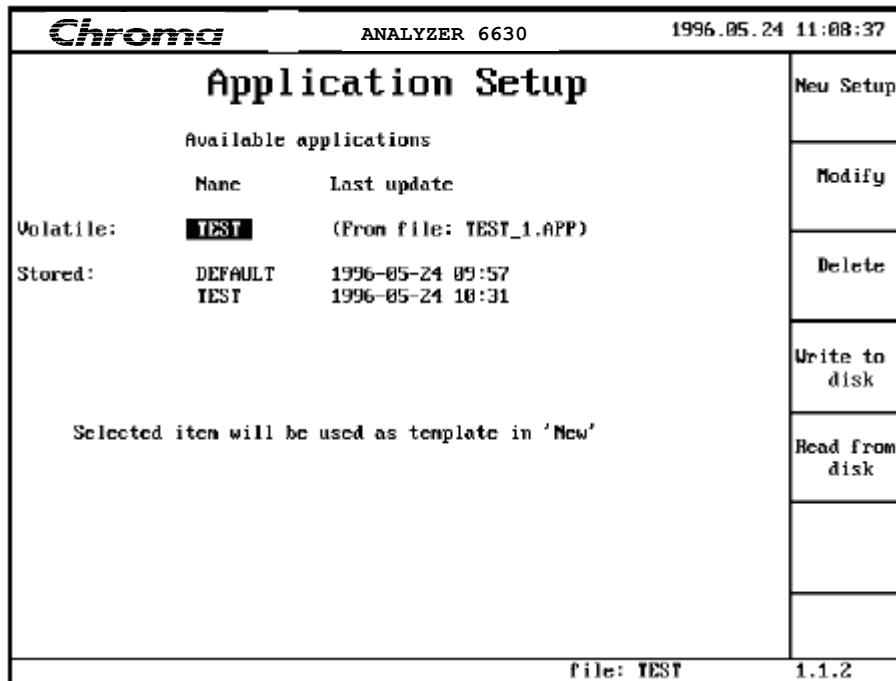 Chroma ANALYZER 6630 1996.05.24 11:08:37
Application Setup
Available applications
Name Last update
Volatile: TEST (From file: TEST_1.APP)
Stored: DEFAULT 1996-05-24 09:57
TEST 1996-05-24 10:31
Selected item will be used as template in 'New'
New Setup
Modify
Delete
Write to
disk
Read from
disk
file: TEST 1.1.2